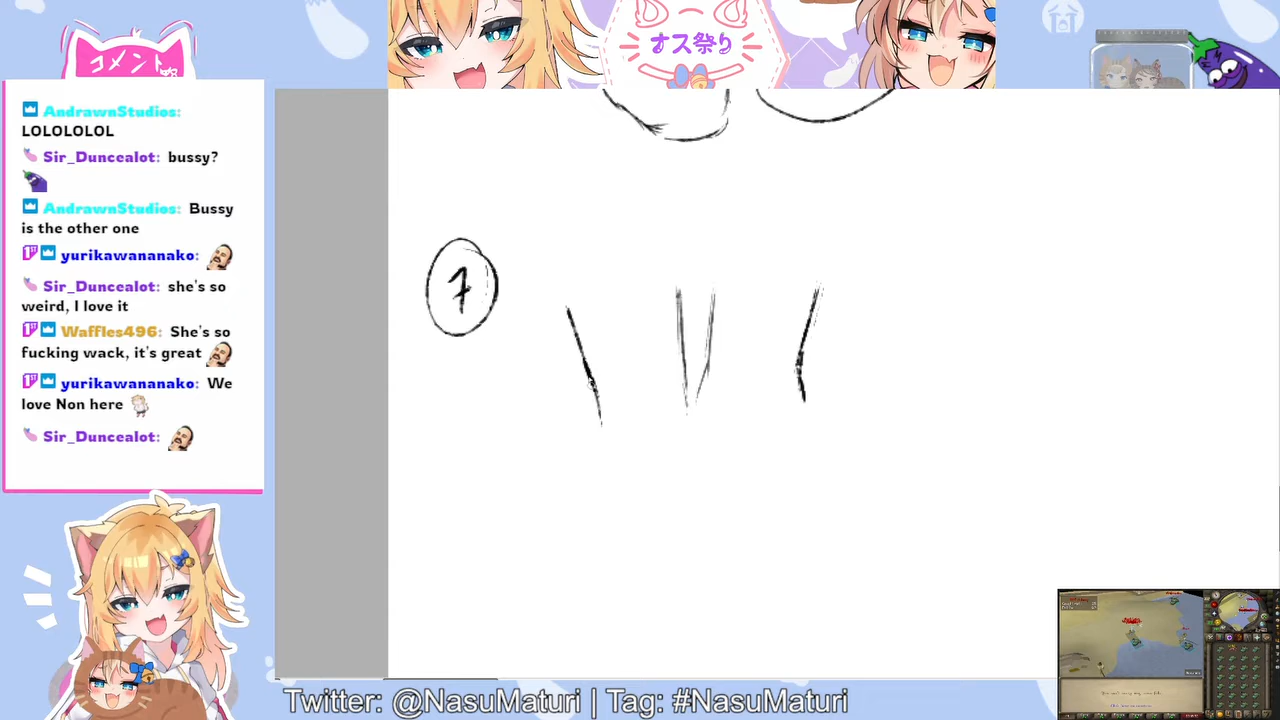 コメント
ナス祭り
AndrawnStudios:
LOLOLOLOL
Sir_Duncealot: bussy?
AndrawnStudios: Bussy
is the other one
yurikawananako:
Sir_Duncealot: she's so
weird, I love it
Waffles496: She's so
fucking wack, it's great
yurikawananako: We
love Non here
Sir_Duncealot:
7
Twitter: @NasuMaturi | Tag: #NasuMaturi